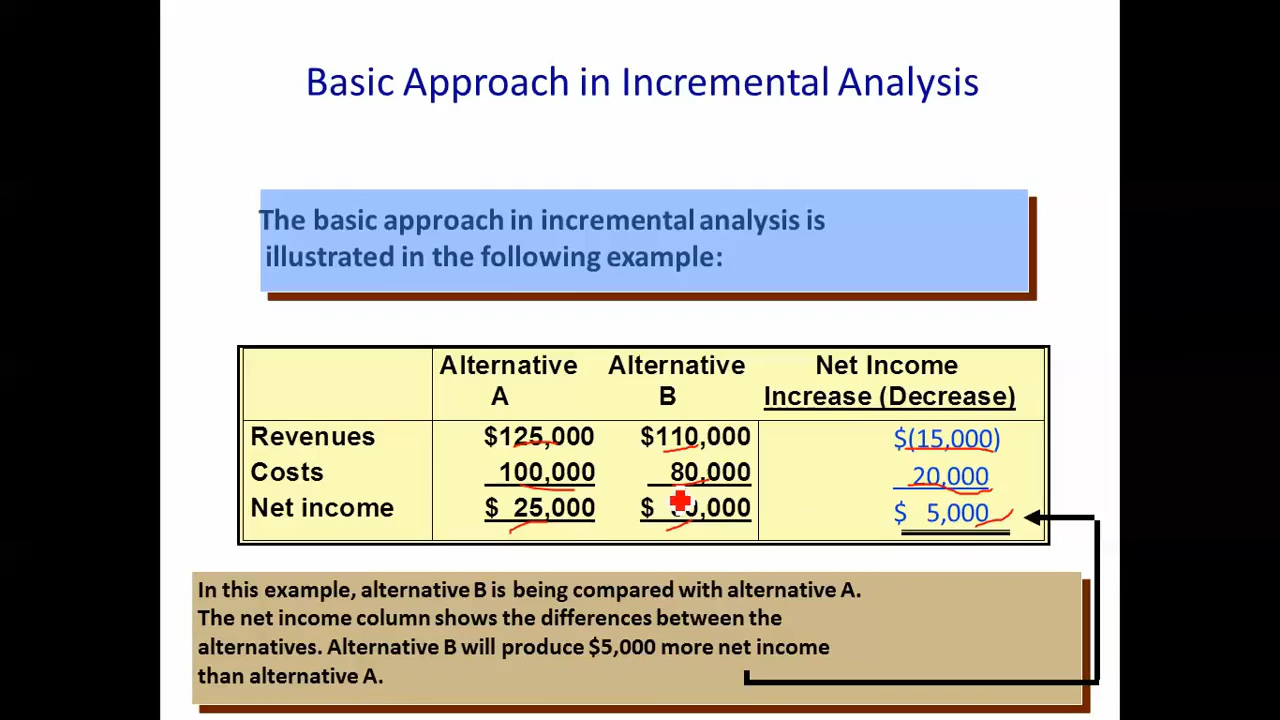 Basic Approach in Incremental Analysis
The basic approach in incremental analysis is
illustrated in the following example:
Alternative Alternative Net Income
A B Increase (Decrease)
Revenues $125,000 $110,000 $(15,000)
Costs 100,000 80,000 20,000
Net income $ 25,000 $ 0,000 $ 5,000
In this example, alternative B is being compared with alternative A.
The net income column shows the differences between the
alternatives. Alternative B will produce $5,000 more net income
than alternative A.